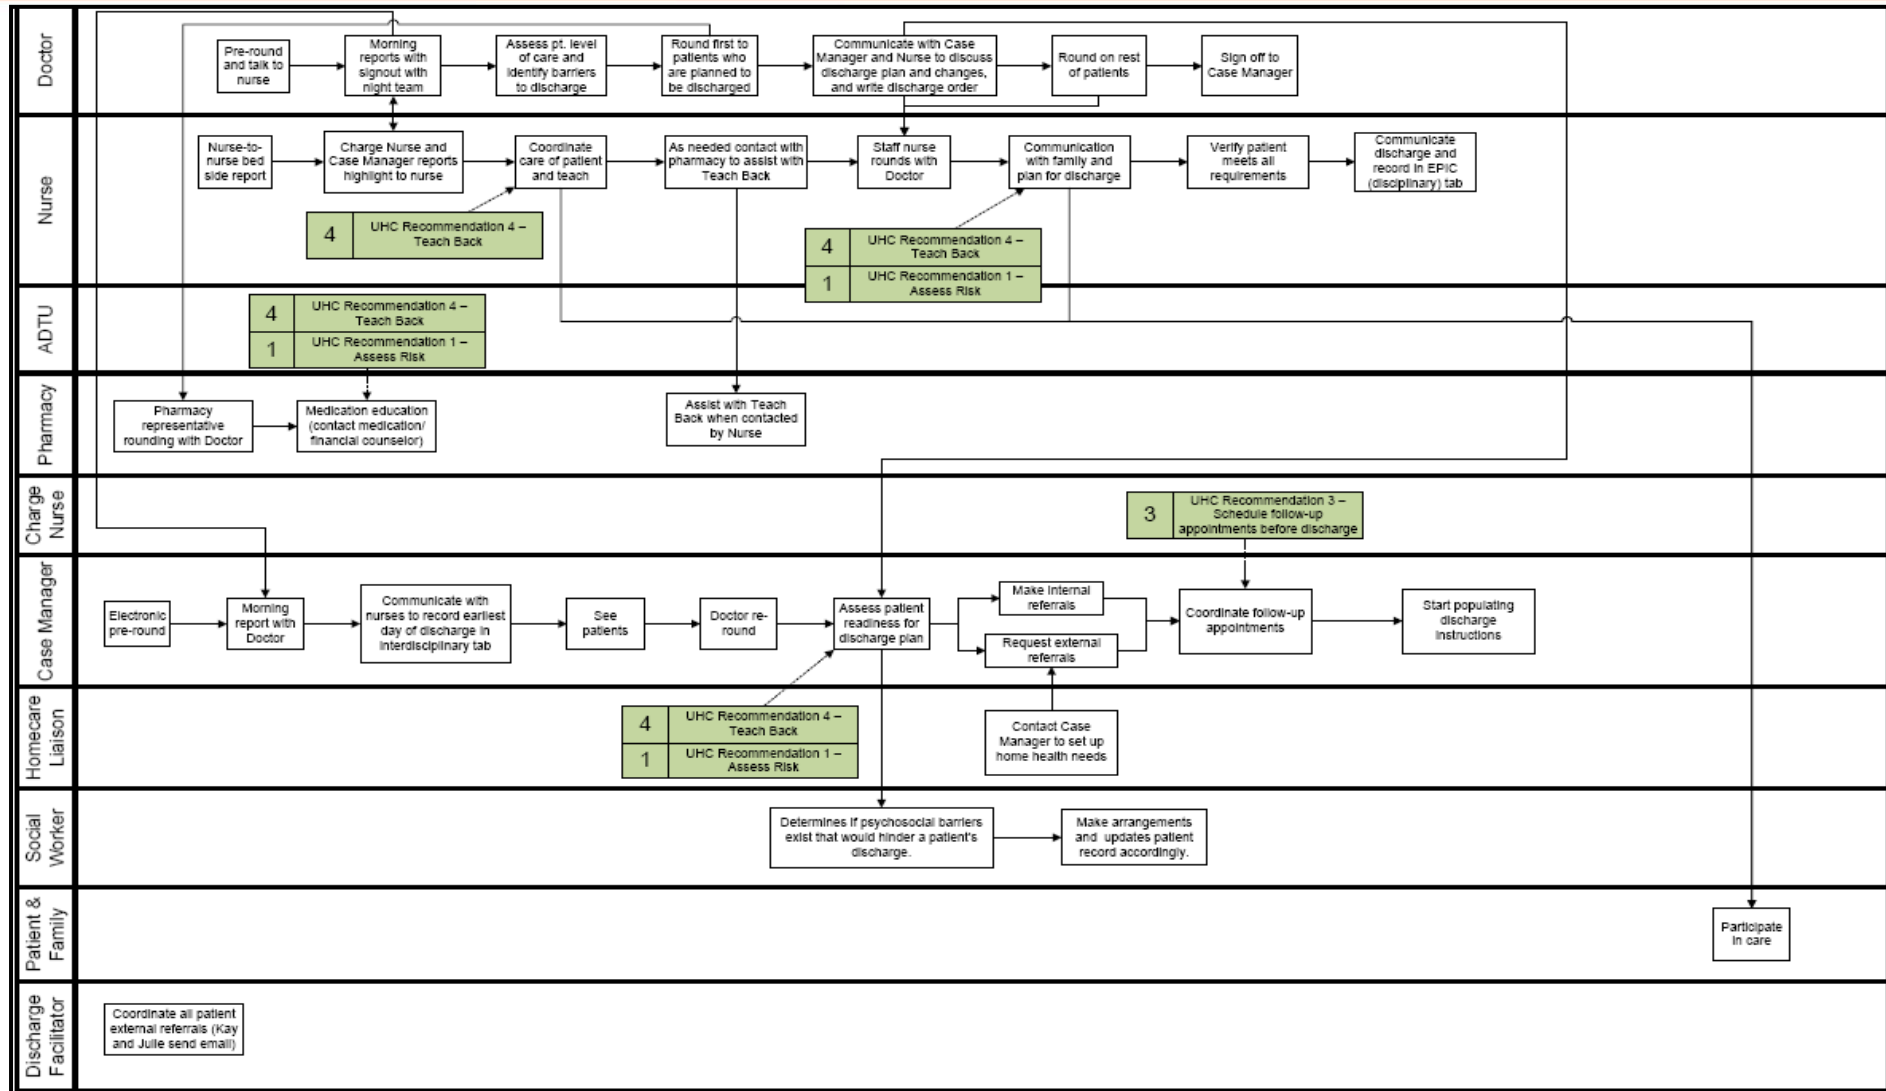 Doctor
Pre-round
and talk to
nurse
Morning
reports with
signout with
night team
Assess pt. level
of care and
identify barriers
to discharge
Round first to
patients who
are planned to
be discharged
Communicate with Case
Manager and Nurse to discuss
discharge plan and changes,
and write discharge order
Round on rest
of patients
Sign off to
Case Manager
Nurse
Nurse-to-
nurse bed
side report
Charge Nurse and
Case Manager reports
highlight to nurse
Coordinate
care of patient
and teach
As needed contact with
pharmacy to assist with
Teach Back
Staff nurse
rounds with
Doctor
Communication
with family and
plan for discharge
Verify patient
meets all
requirements
Communicate
discharge and
record in EPIC
(disciplinary) tab
4
UHC Recommendation 4 –
Teach Back
4
UHC Recommendation 4 –
Teach Back
1
UHC Recommendation 1 –
Assess Risk
ADTU
4
UHC Recommendation 4 –
Teach Back
1
UHC Recommendation 1 –
Assess Risk
Pharmacy
Pharmacy
representative
rounding with Doctor
Medication education
(contact medication/
financial counselor)
Assist with Teach
Back when contacted
by Nurse
Charge
Nurse
3
UHC Recommendation 3 –
Schedule follow-up
appointments before discharge
Case Manager
Electronic
pre-round
Morning
report with
Doctor
Communicate with
nurses to record earliest
day of discharge in
interdisciplinary tab
See
patients
Doctor re-
round
Assess patient
readiness for
discharge plan
Make internal
referrals
Request external
referrals
Coordinate follow-up
appointments
Start populating
discharge
instructions
Homecare
Liaison
4
UHC Recommendation 4 –
Teach Back
1
UHC Recommendation 1 –
Assess Risk
Contact Case
Manager to set up
home health needs
Social
Worker
Determines if psychosocial barriers
exist that would hinder a patient's
discharge.
Make arrangements
and updates patient
record accordingly.
Patient &
Family
Participate
in care
Discharge
Facilitator
Coordinate all patient
external referrals (Kay
and Julie send email)